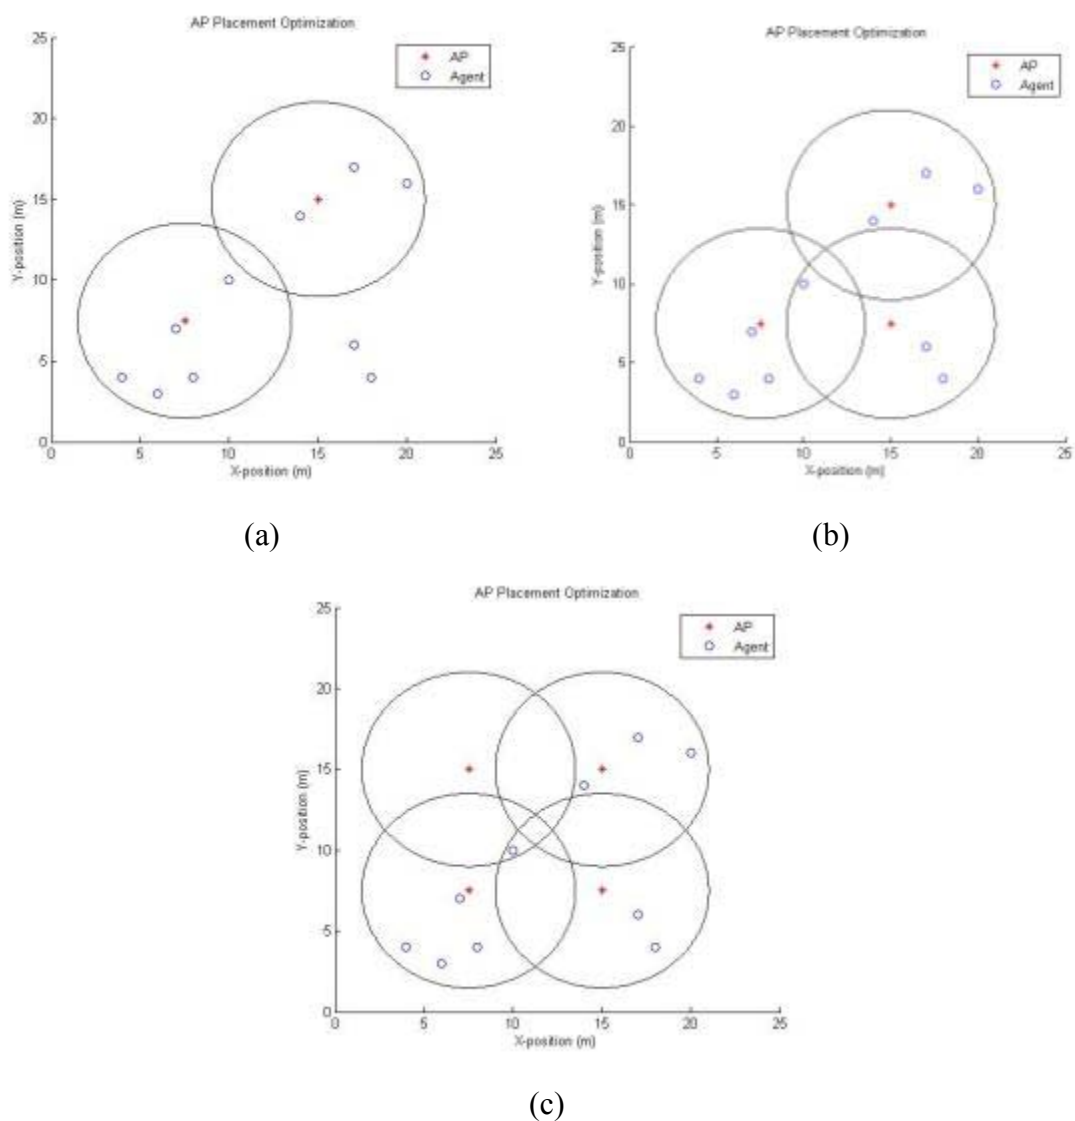 AP Placement Optimization
25
20
15
10
5
0
Y-position (m)
0 5 10 15 20 25
X-position (m)
AP
Agent
(a)
AP Placement Optimization
25
20
15
10
5
0
Y-position (m)
0 5 10 15 20 25
X-position (m)
AP
Agent
(b)
AP Placement Optimization
25
20
15
10
5
0
Y-position (m)
0 5 10 15 20 25
X-position (m)
AP
Agent
(c)